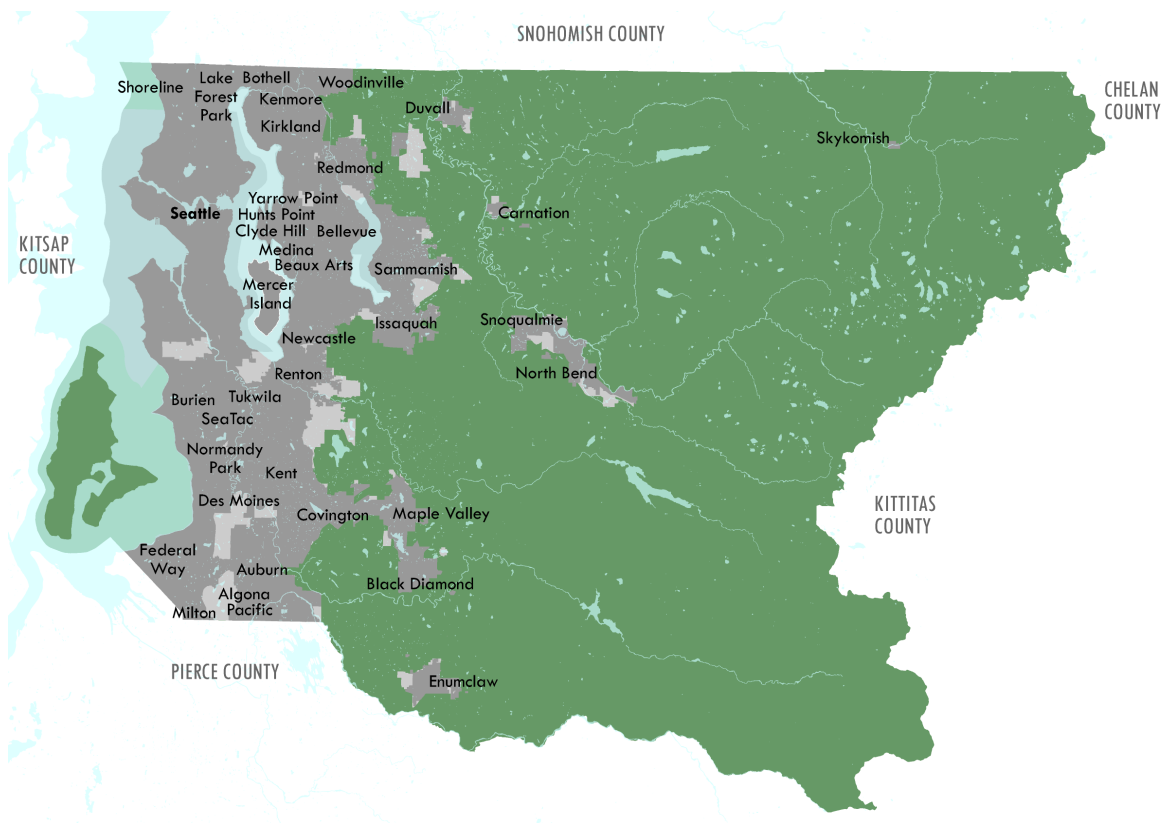 SNOHOMISH COUNTY
CHELAN
COUNTY
Shoreline
Lake
Forest
Park
Bothell
Kenmore
Woodinville
Duvall
Kirkland
Skykomish
Redmond
Yarrow Point
Seattle
Hunts Point
Carnation
Clyde Hill
Bellevue
KITSAP
COUNTY
Medina
Beaux Arts
Sammamish
Mercer
Island
Issaquah
Snoqualmie
Newcastle
Renton
North Bend
Burien
Tukwila
SeaTac
Normandy
Park
Kent
Des Moines
Covington
Maple Valley
KITTITAS
COUNTY
Federal
Way
Auburn
Black Diamond
Algona
Pacific
Milton
PIERCE COUNTY
Enumclaw